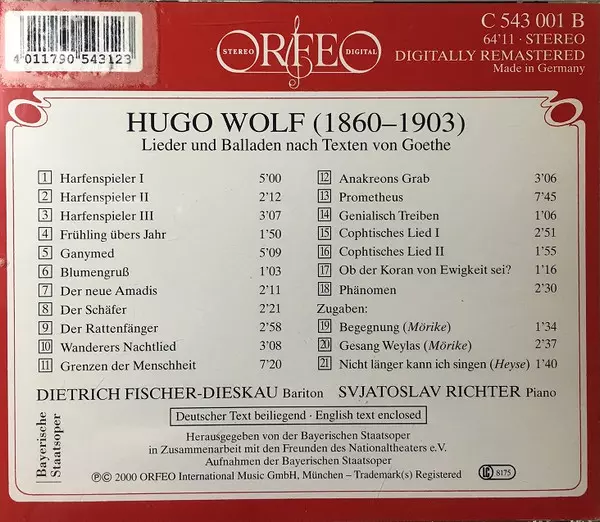 4 011790 543123
ORFEO
STEREO DIGITAL
C 543 001 B
64'11 · STEREO
DIGITALLY REMASTERED
Made in Germany
HUGO WOLF (1860–1903)
Lieder und Balladen nach Texten von Goethe
1 Harfenspieler I 5'00
2 Harfenspieler II 2'12
3 Harfenspieler III 3'07
4 Frühling übers Jahr 1'50
5 Ganymed 5'09
6 Blumengruß 1'03
7 Der neue Amadis 2'11
8 Der Schäfer 2'21
9 Der Rattenfänger 2'58
10 Wanderers Nachtlied 3'08
11 Grenzen der Menschheit 7'20
12 Anakreons Grab 3'06
13 Prometheus 7'45
14 Genialisch Treiben 1'06
15 Cophtisches Lied I 2'51
16 Cophtisches Lied II 1'55
17 Ob der Koran von Ewigkeit sei? 1'16
18 Phänomen 2'30
Zugaben:
19 Begegnung (Mörike) 1'34
20 Gesang Weylas (Mörike) 2'37
21 Nicht länger kann ich singen (Heyse) 1'40
DIETRICH FISCHER-DIESKAU Bariton SVJATOSLAV RICHTER Piano
Deutscher Text beiliegend · English text enclosed
Bayerische
Staatsoper
Herausgegeben von der Bayerischen Staatsoper
in Zusammenarbeit mit den Freunden des Nationaltheaters e.V.
Aufnahmen der Bayerischen Staatsoper
ⓅⒸ 2000 ORFEO International Music GmbH, München – Trademark(s) Registered
LC 8175